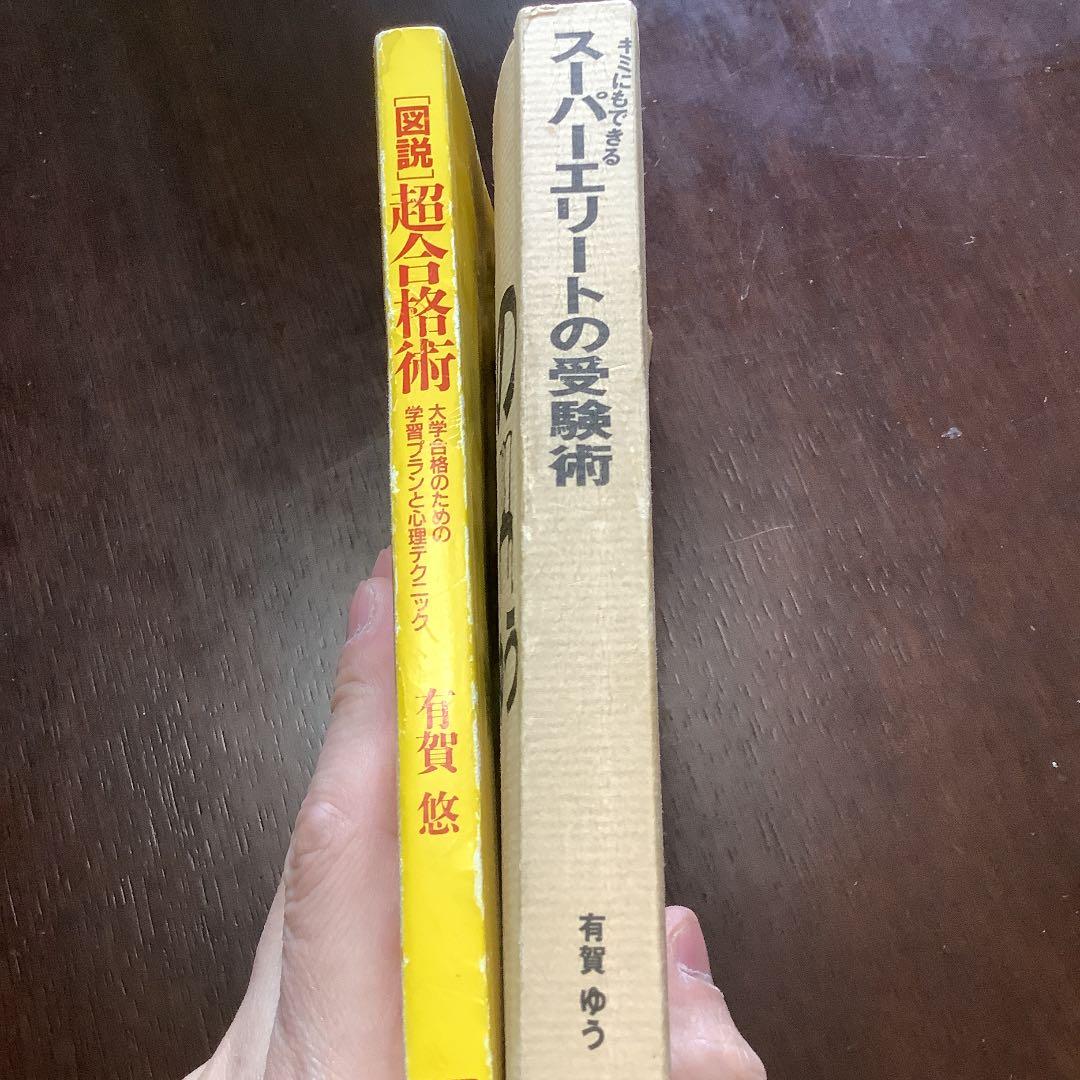 [図説]超合格術
大学合格のための
学習プランと心理テクニック
有賀 悠
キミにもできる
スーパーエリートの受験術
有賀 ゆう